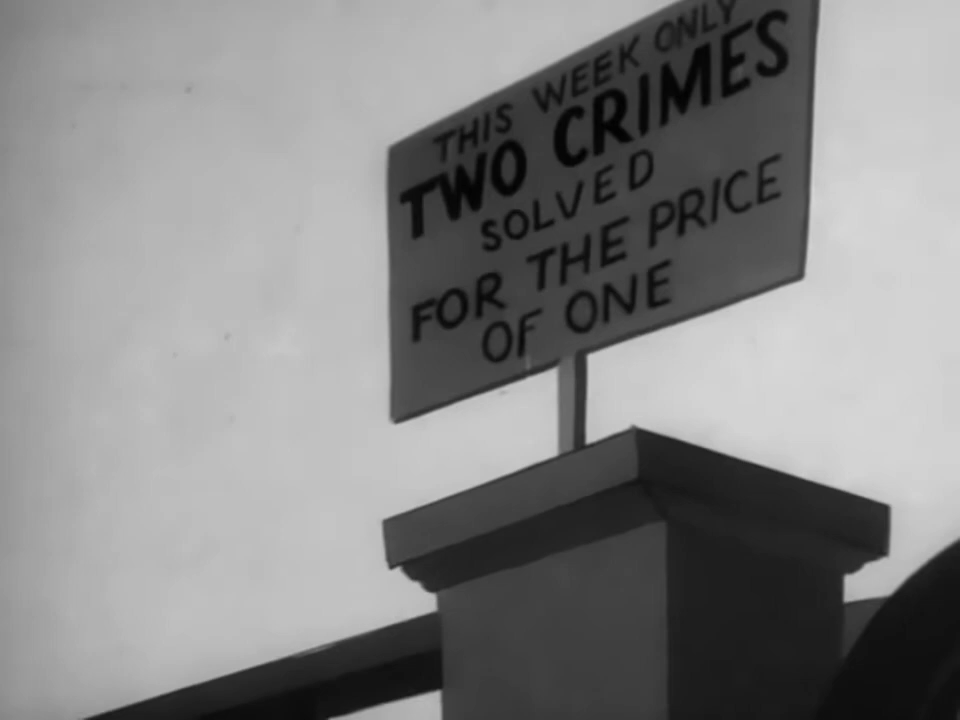 THIS WEEK ONLY
TWO CRIMES
SOLVED
FOR THE PRICE
OF ONE